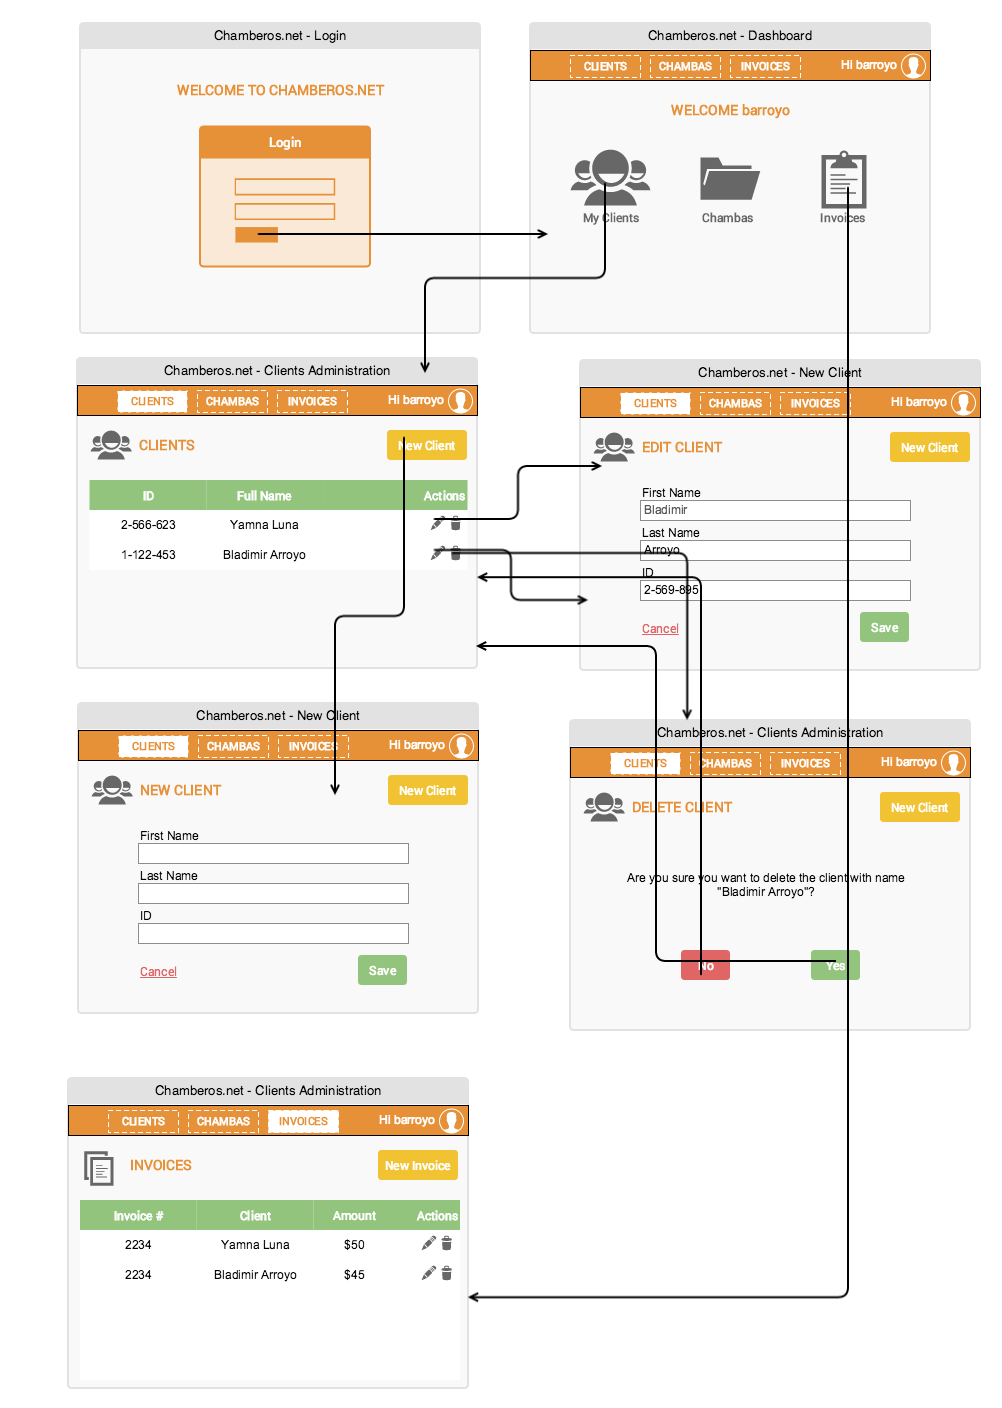 Chamberos.net - Login
WELCOME TO CHAMBEROS.NET
Login
Chamberos.net - Dashboard
CLIENTS CHAMBAS INVOICES Hi barroyo
WELCOME barroyo
My Clients Chambas Invoices
Chamberos.net - Clients Administration
CLIENTS CHAMBAS INVOICES Hi barroyo
CLIENTS New Client
ID Full Name Actions
2-566-623 Yamna Luna
1-122-453 Bladimir Arroyo
Chamberos.net - New Client
CLIENTS CHAMBAS INVOICES Hi barroyo
EDIT CLIENT New Client
First Name
Bladimir
Last Name
Arroyo
ID
2-569-895
Cancel Save
Chamberos.net - New Client
CLIENTS CHAMBAS INVOICES Hi barroyo
NEW CLIENT New Client
First Name
Last Name
ID
Cancel Save
Chamberos.net - Clients Administration
CLIENTS CHAMBAS INVOICES Hi barroyo
DELETE CLIENT New Client
Are you sure you want to delete the client with name
"Bladimir Arroyo"?
No Yes
Chamberos.net - Clients Administration
CLIENTS CHAMBAS INVOICES Hi barroyo
INVOICES New Invoice
Invoice # Client Amount Actions
2234 Yamna Luna $50
2234 Bladimir Arroyo $45